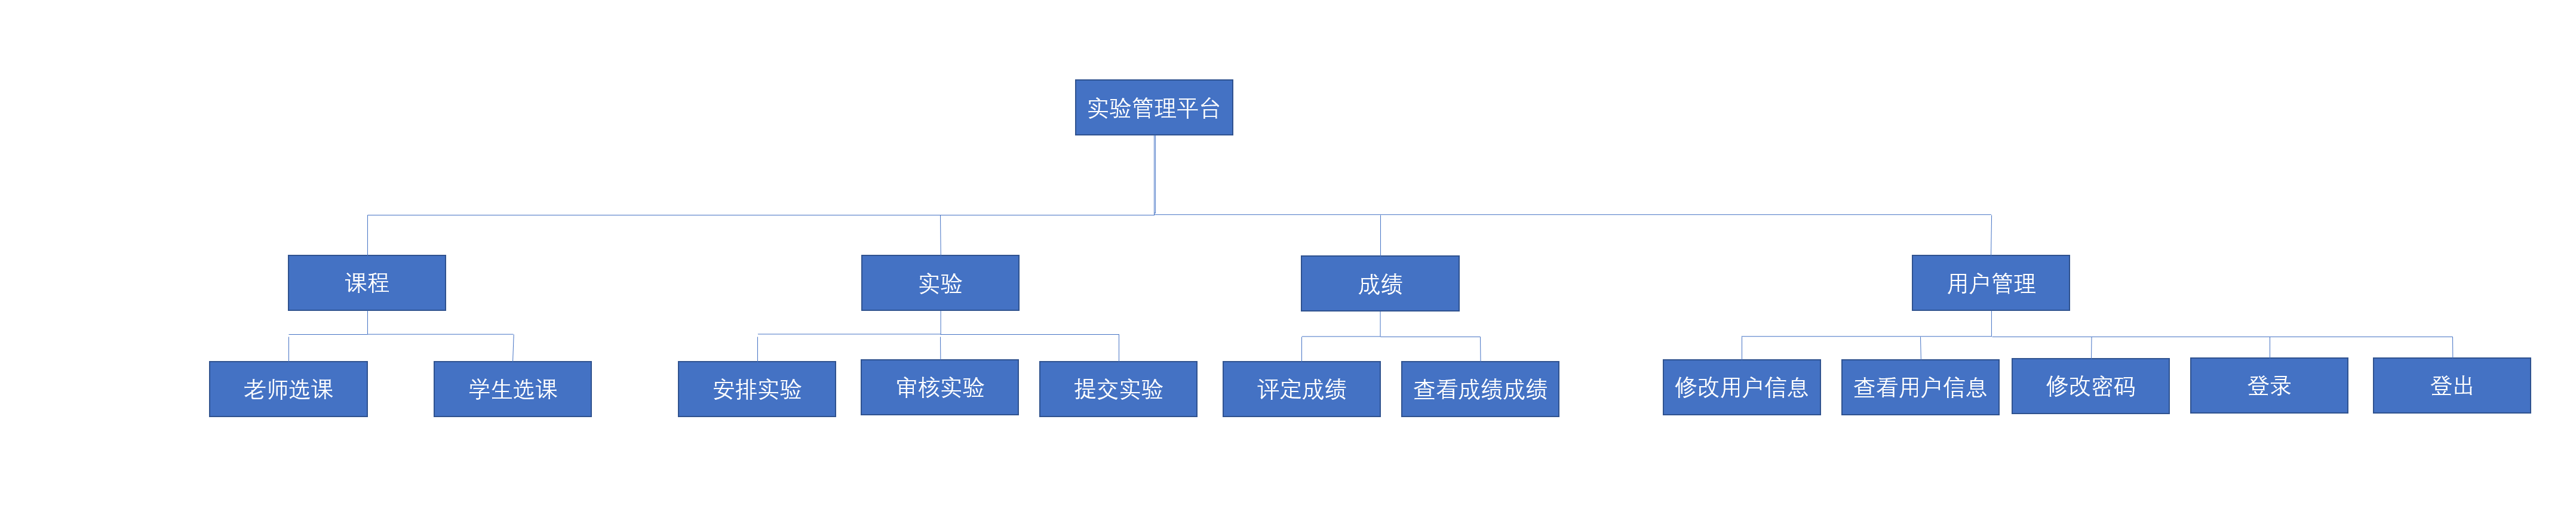 实验管理平台
课程
实验
成绩
用户管理
老师选课
学生选课
安排实验
审核实验
提交实验
评定成绩
查看成绩成绩
修改用户信息
查看用户信息
修改密码
登录
登出